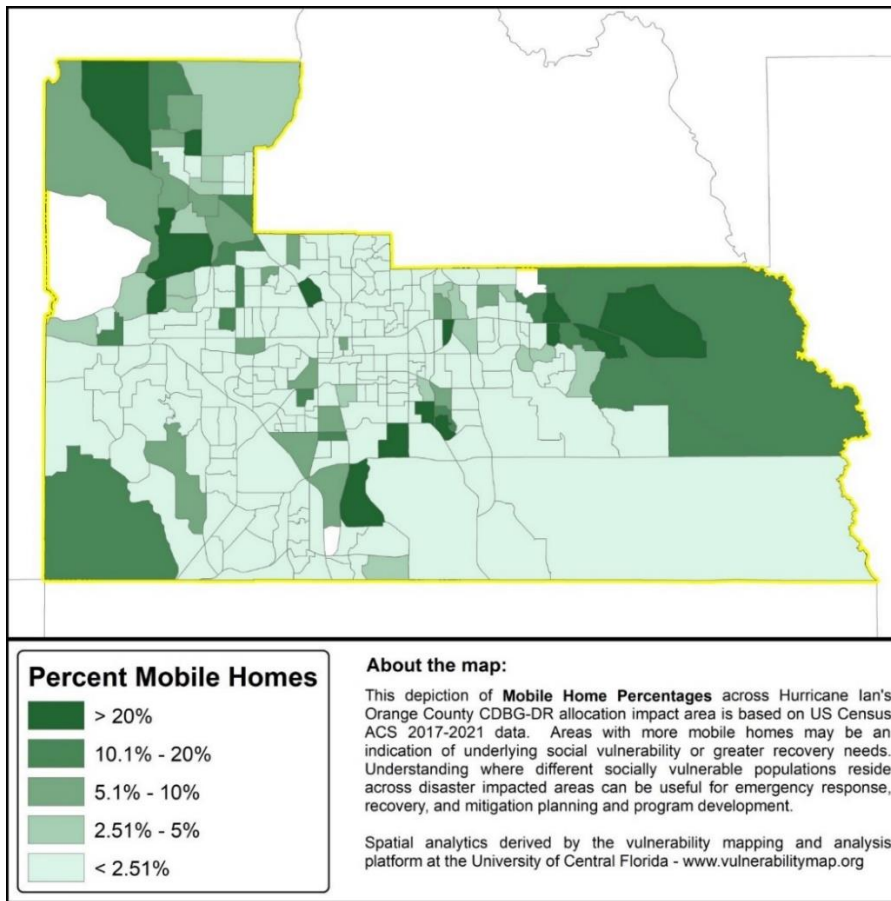 Percent Mobile Homes
> 20%
10.1% - 20%
5.1% - 10%
2.51% - 5%
< 2.51%
About the map:
This depiction of Mobile Home Percentages across Hurricane Ian's
Orange County CDBG-DR allocation impact area is based on US Census
ACS 2017-2021 data. Areas with more mobile homes may be an
indication of underlying social vulnerability or greater recovery needs.
Understanding where different socially vulnerable populations reside
across disaster impacted areas can be useful for emergency response,
recovery, and mitigation planning and program development.
Spatial analytics derived by the vulnerability mapping and analysis
platform at the University of Central Florida - www.vulnerabilitymap.org